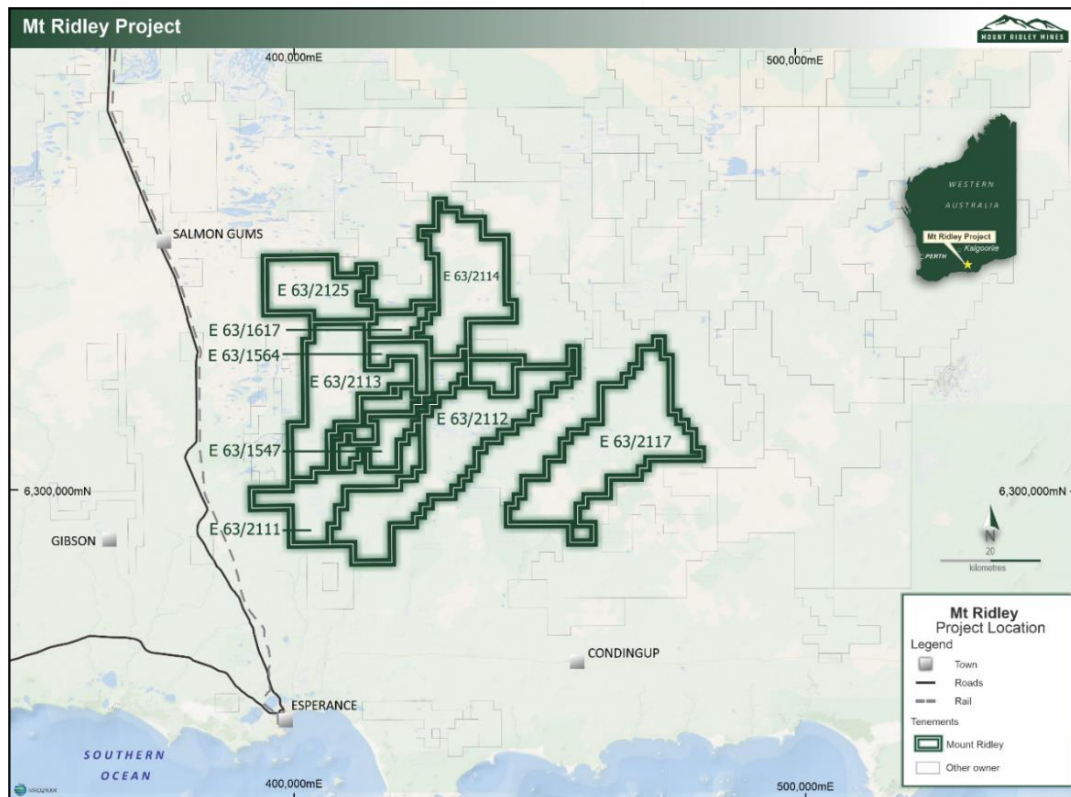 Mt Ridley Project
MOUNT RIDLEY MINES
400,000mE
500,000mE
WESTERN
AUSTRALIA
Mt Ridley Project
Kalgoorlie
PERTH
SALMON GUMS
E 63/2125
E 63/2114
E 63/1617
E 63/1564
E 63/2113
E 63/2112
E 63/1547
E 63/2117
6,300,000mN
6,300,000mN
E 63/2111
GIBSON
N
20
kilometres
CONDINGUP
ESPERANCE
SOUTHERN
OCEAN
400,000mE
500,000mE
Mt Ridley
Project Location
Legend
Town
Roads
Rail
Tenements
Mount Ridley
Other owner